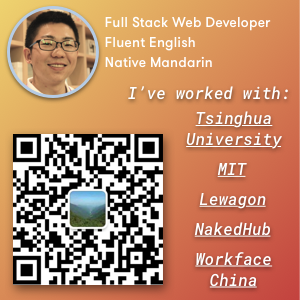 Full Stack Web Developer
Fluent English
Native Mandarin
I've worked with:
Tsinghua
University
MIT
Lewagon
NakedHub
Workface
China